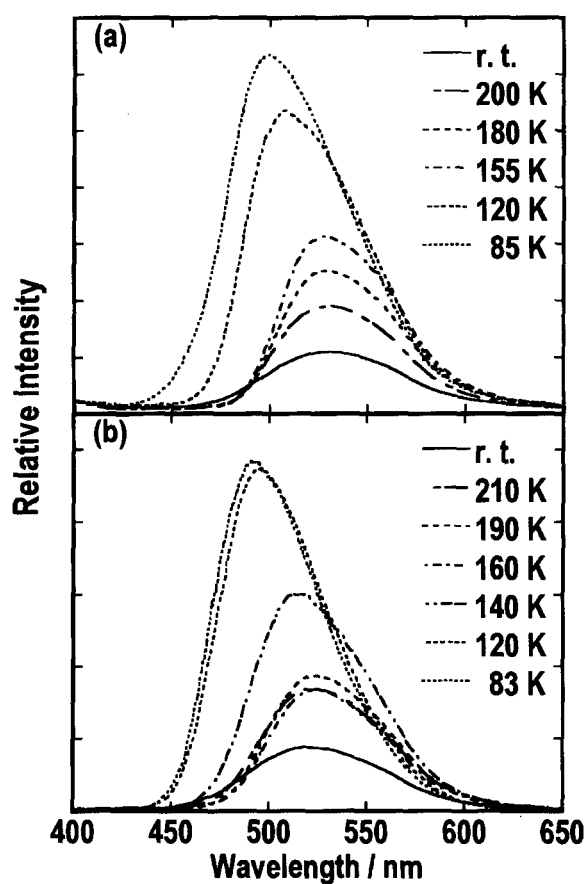 (a)
r. t.
200 K
180 K
155 K
120 K
85 K
Relative Intensity
(b)
r. t.
210 K
190 K
160 K
140 K
120 K
83 K
400 450 500 550 600 650
Wavelength / nm